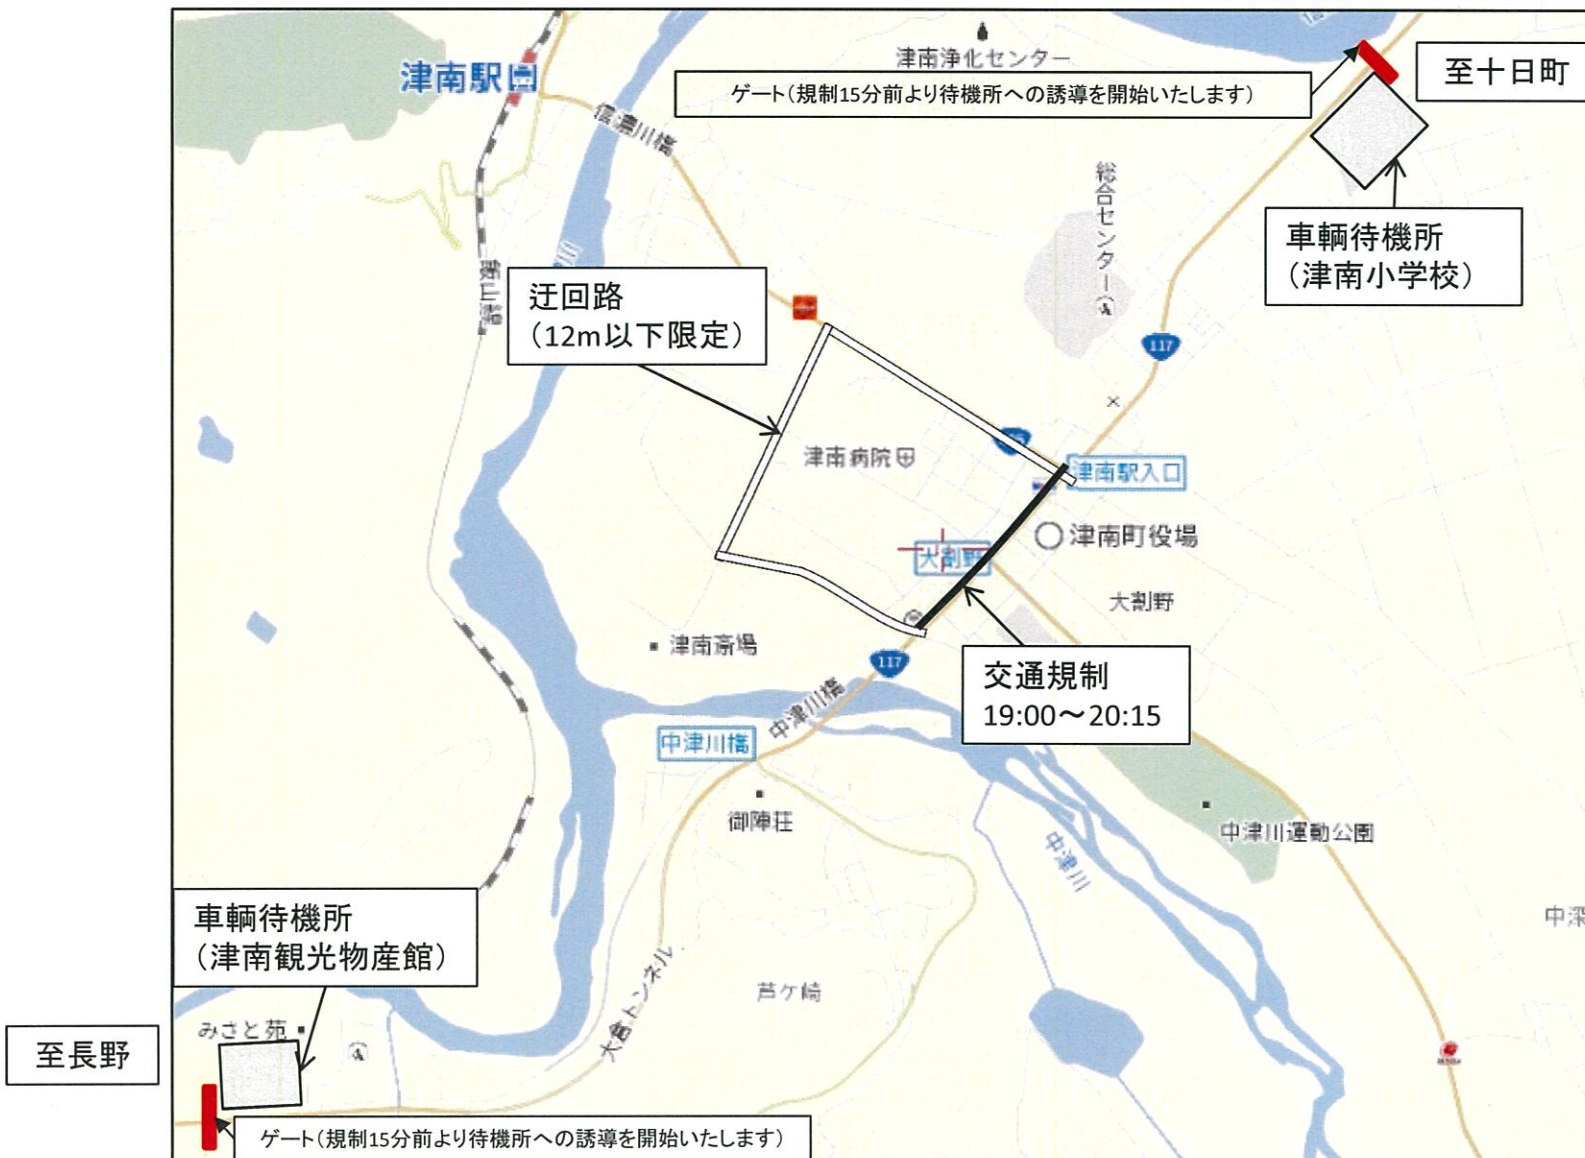 津南駅
津南浄化センター
ゲート（規制15分前より待機所への誘導を開始いたします）
至十日町
信濃川橋
総合センター
車輌待機所
（津南小学校）
飯山線
川
迂回路
（12m以下限定）
117
津南病院
津南駅入口
津南町役場
大割野
大割野
津南斎場
117
交通規制
19:00～20:15
中津川橋
中津川橋
御陣荘
中津川運動公園
中津川
中深
車輌待機所
（津南観光物産館）
大倉トンネル
芦ケ崎
みさと苑
至長野
ゲート（規制15分前より待機所への誘導を開始いたします）